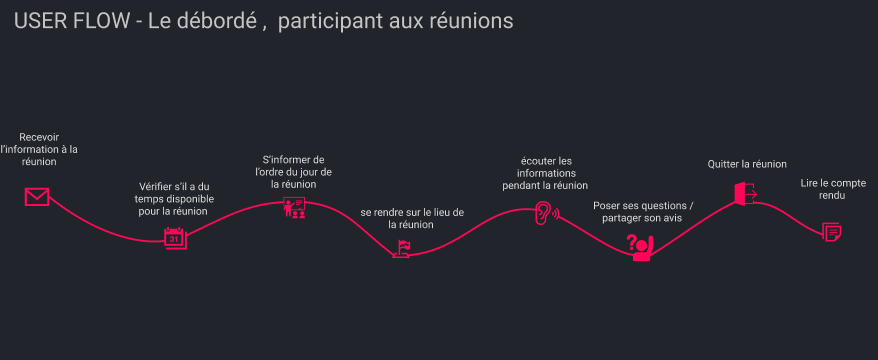 USER FLOW - Le débordé ,  participant aux réunions
Recevoir
l'information à la
réunion
Vérifier s'il a du
temps disponible
pour la réunion
31
S'informer de
l'ordre du jour de
la réunion
se rendre sur le lieu de
la réunion
écouter les
informations
pendant la réunion
Poser ses questions /
partager son avis
?
Quitter la réunion
Lire le compte
rendu